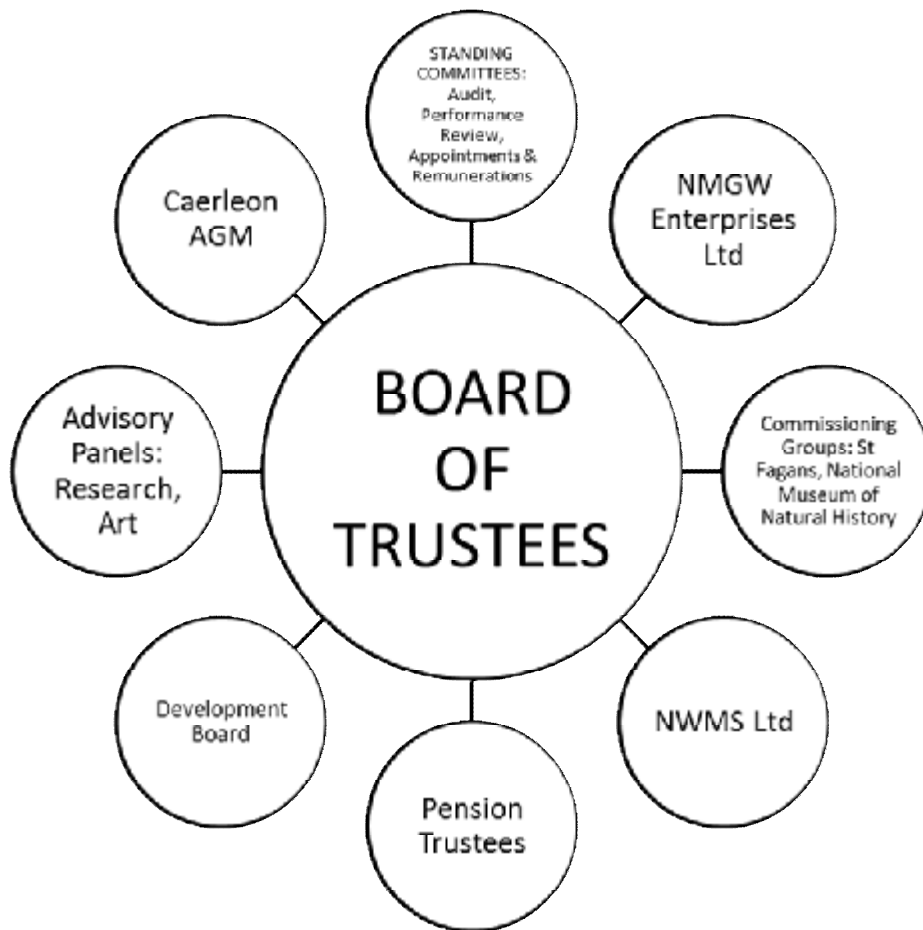 STANDING
COMMITTEES:
Audit,
Performance
Review,
Appointments &
Remunerations
Caerleon
AGM
NMGW
Enterprises
Ltd
BOARD
OF
TRUSTEES
Advisory
Panels:
Research,
Art
Commissioning
Groups: St
Fagans, National
Museum of
Natural History
Development
Board
NWMS Ltd
Pension
Trustees